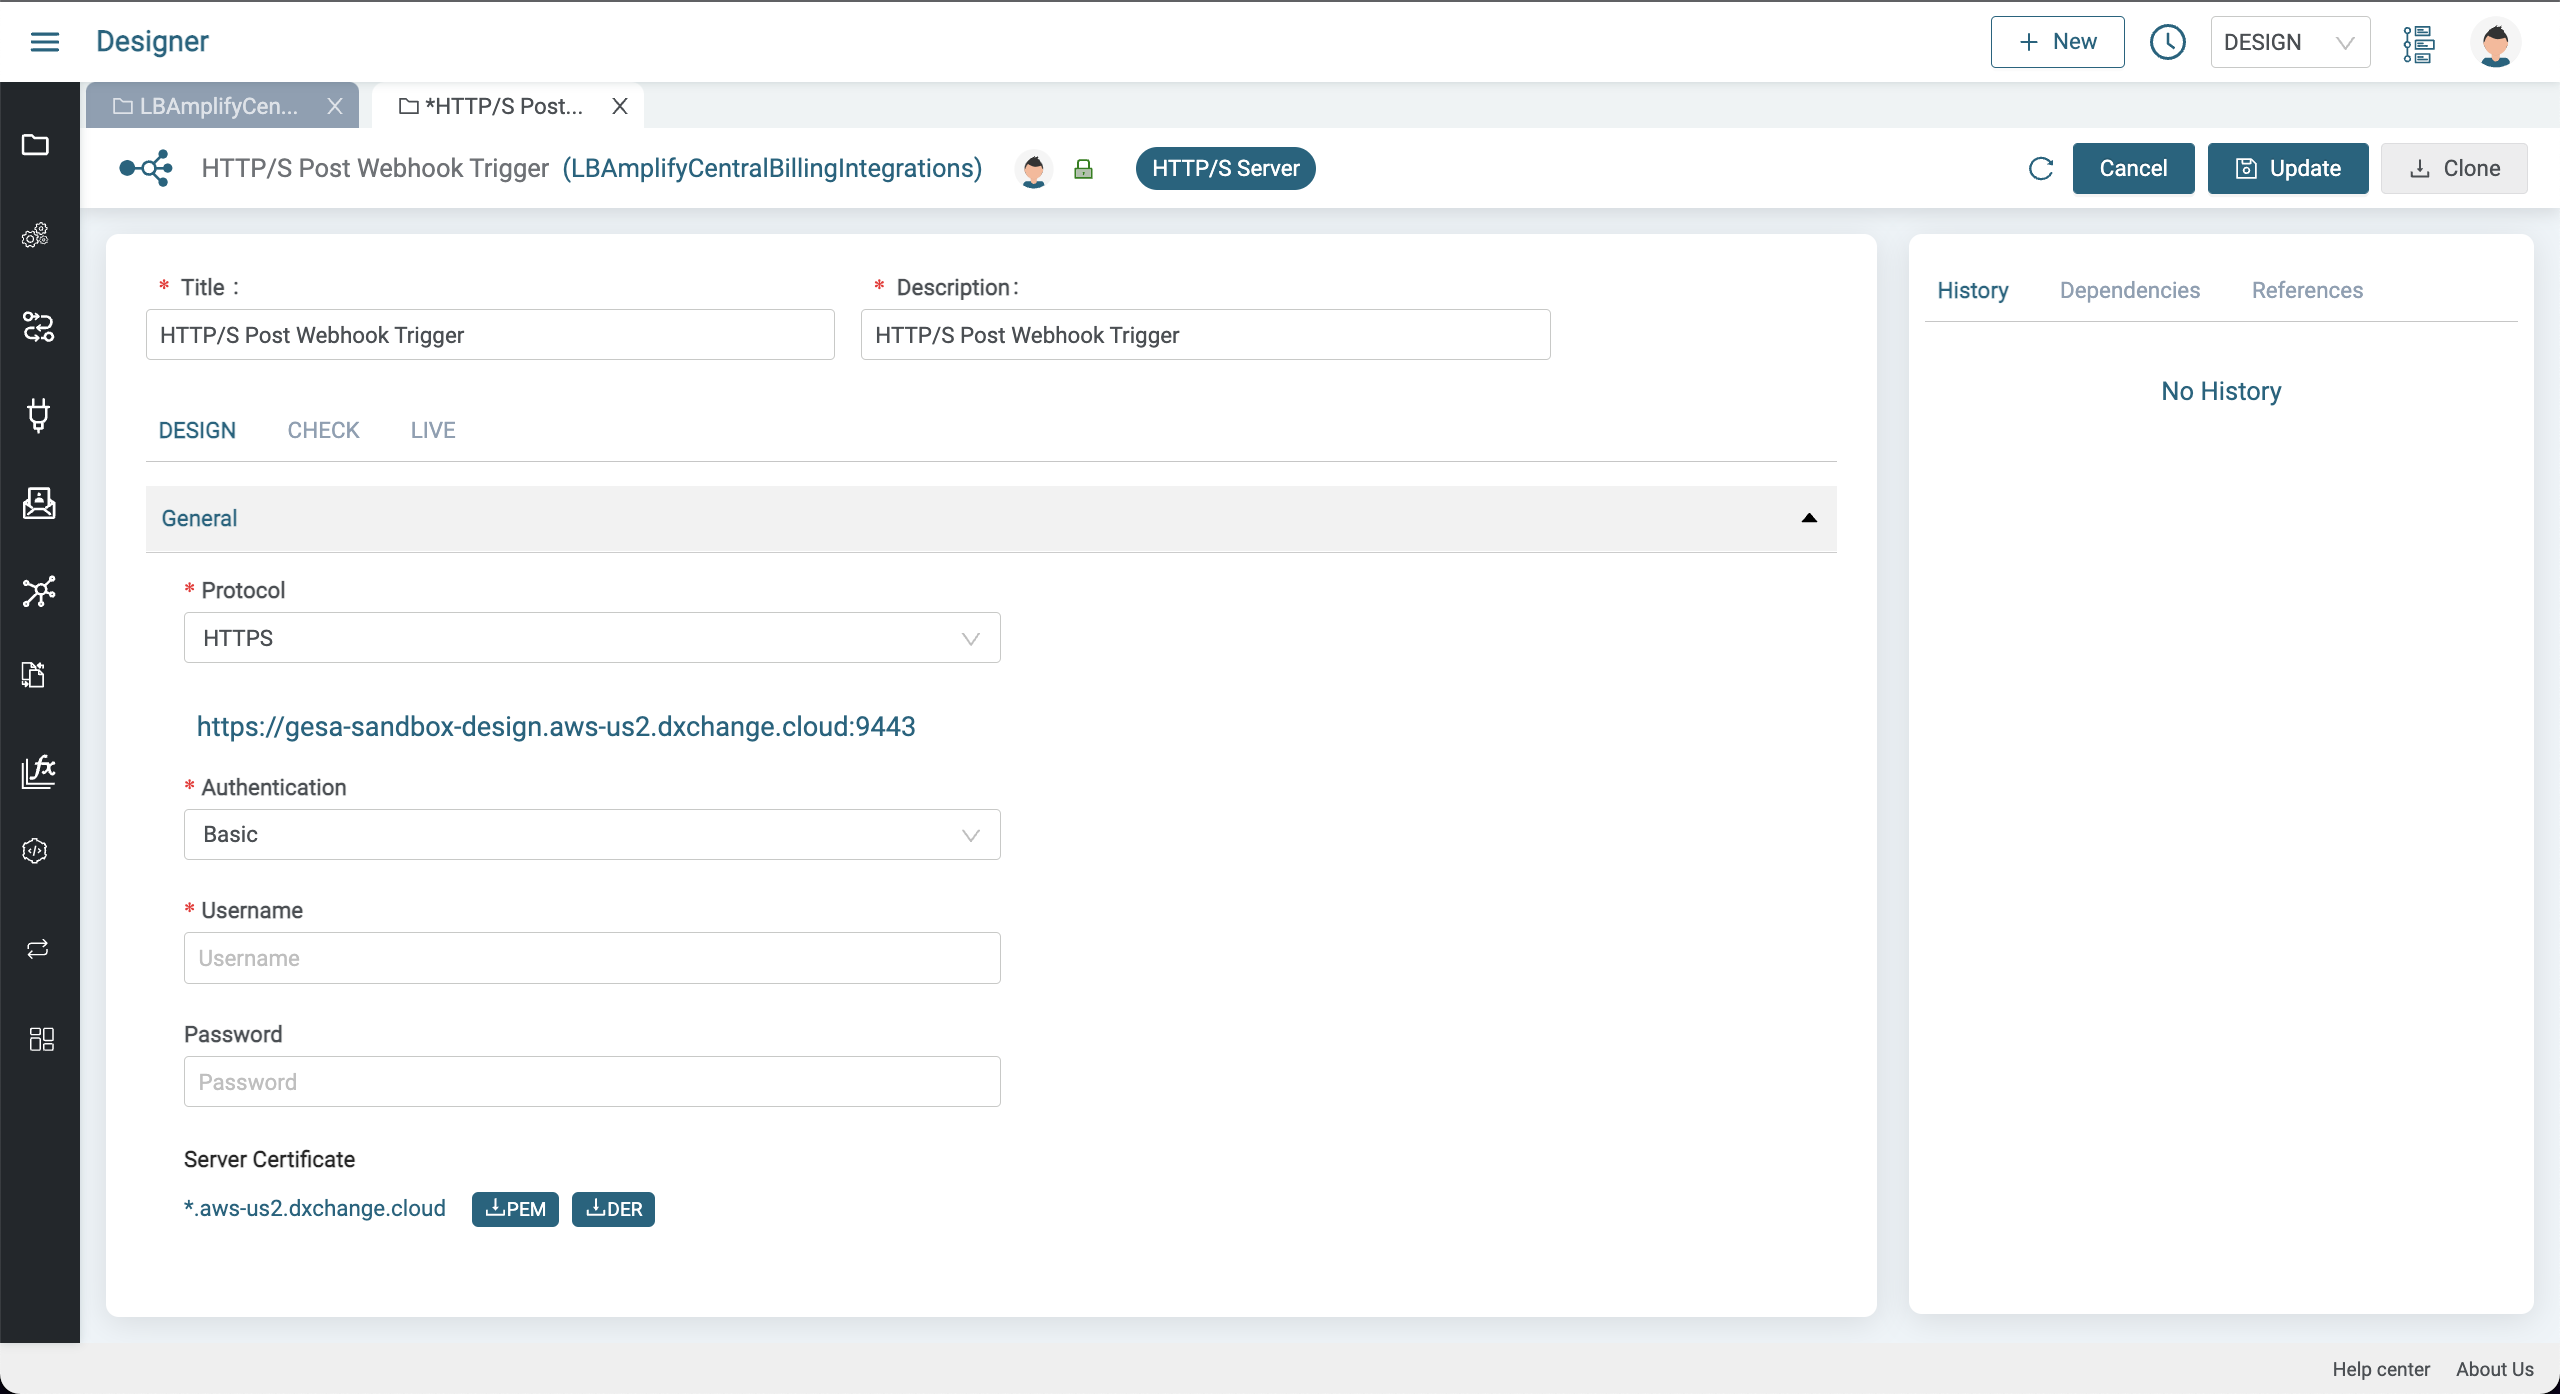 Designer
+ New
DESIGN
LBAmplifyCen... X
*HTTP/S Post... X
HTTP/S Post Webhook Trigger (LBAmplifyCentralBillingIntegrations)
HTTP/S Server
Cancel
Update
Clone
* Title :
* Description :
HTTP/S Post Webhook Trigger
HTTP/S Post Webhook Trigger
DESIGN CHECK LIVE
General
* Protocol
HTTPS
https://gesa-sandbox-design.aws-us2.dxchange.cloud:9443
* Authentication
Basic
* Username
Username
Password
Password
Server Certificate
*.aws-us2.dxchange.cloud PEM DER
History Dependencies References
No History
Help center About Us